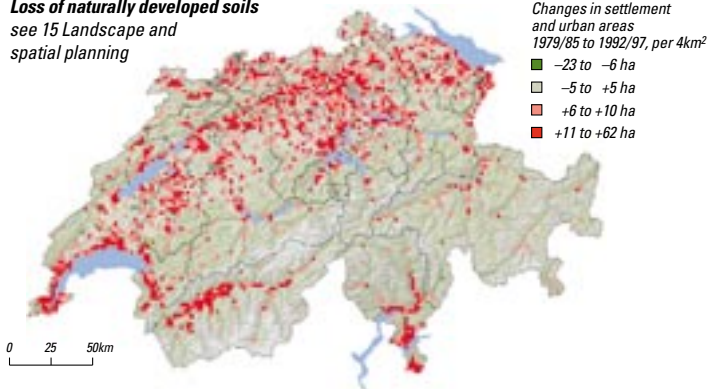 Loss of naturally developed soils
see 15 Landscape and
spatial planning
Changes in settlement
and urban areas
1979/85 to 1992/97, per 4km²
–23 to –6 ha
–5 to +5 ha
+6 to +10 ha
+11 to +62 ha
0 25 50km